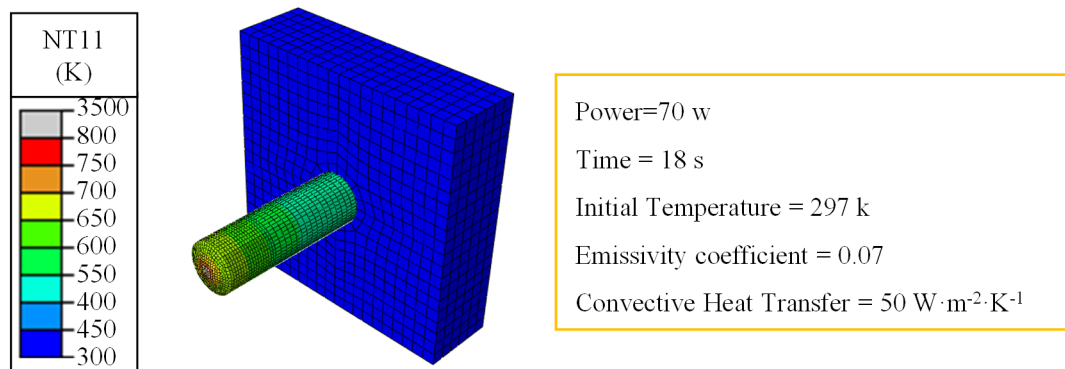 NT11
(K)
3500
800
750
700
650
600
550
400
450
300
Power=70 w
Time = 18 s
Initial Temperature = 297 k
Emissivity coefficient = 0.07
Convective Heat Transfer = 50 W·m⁻²·K⁻¹